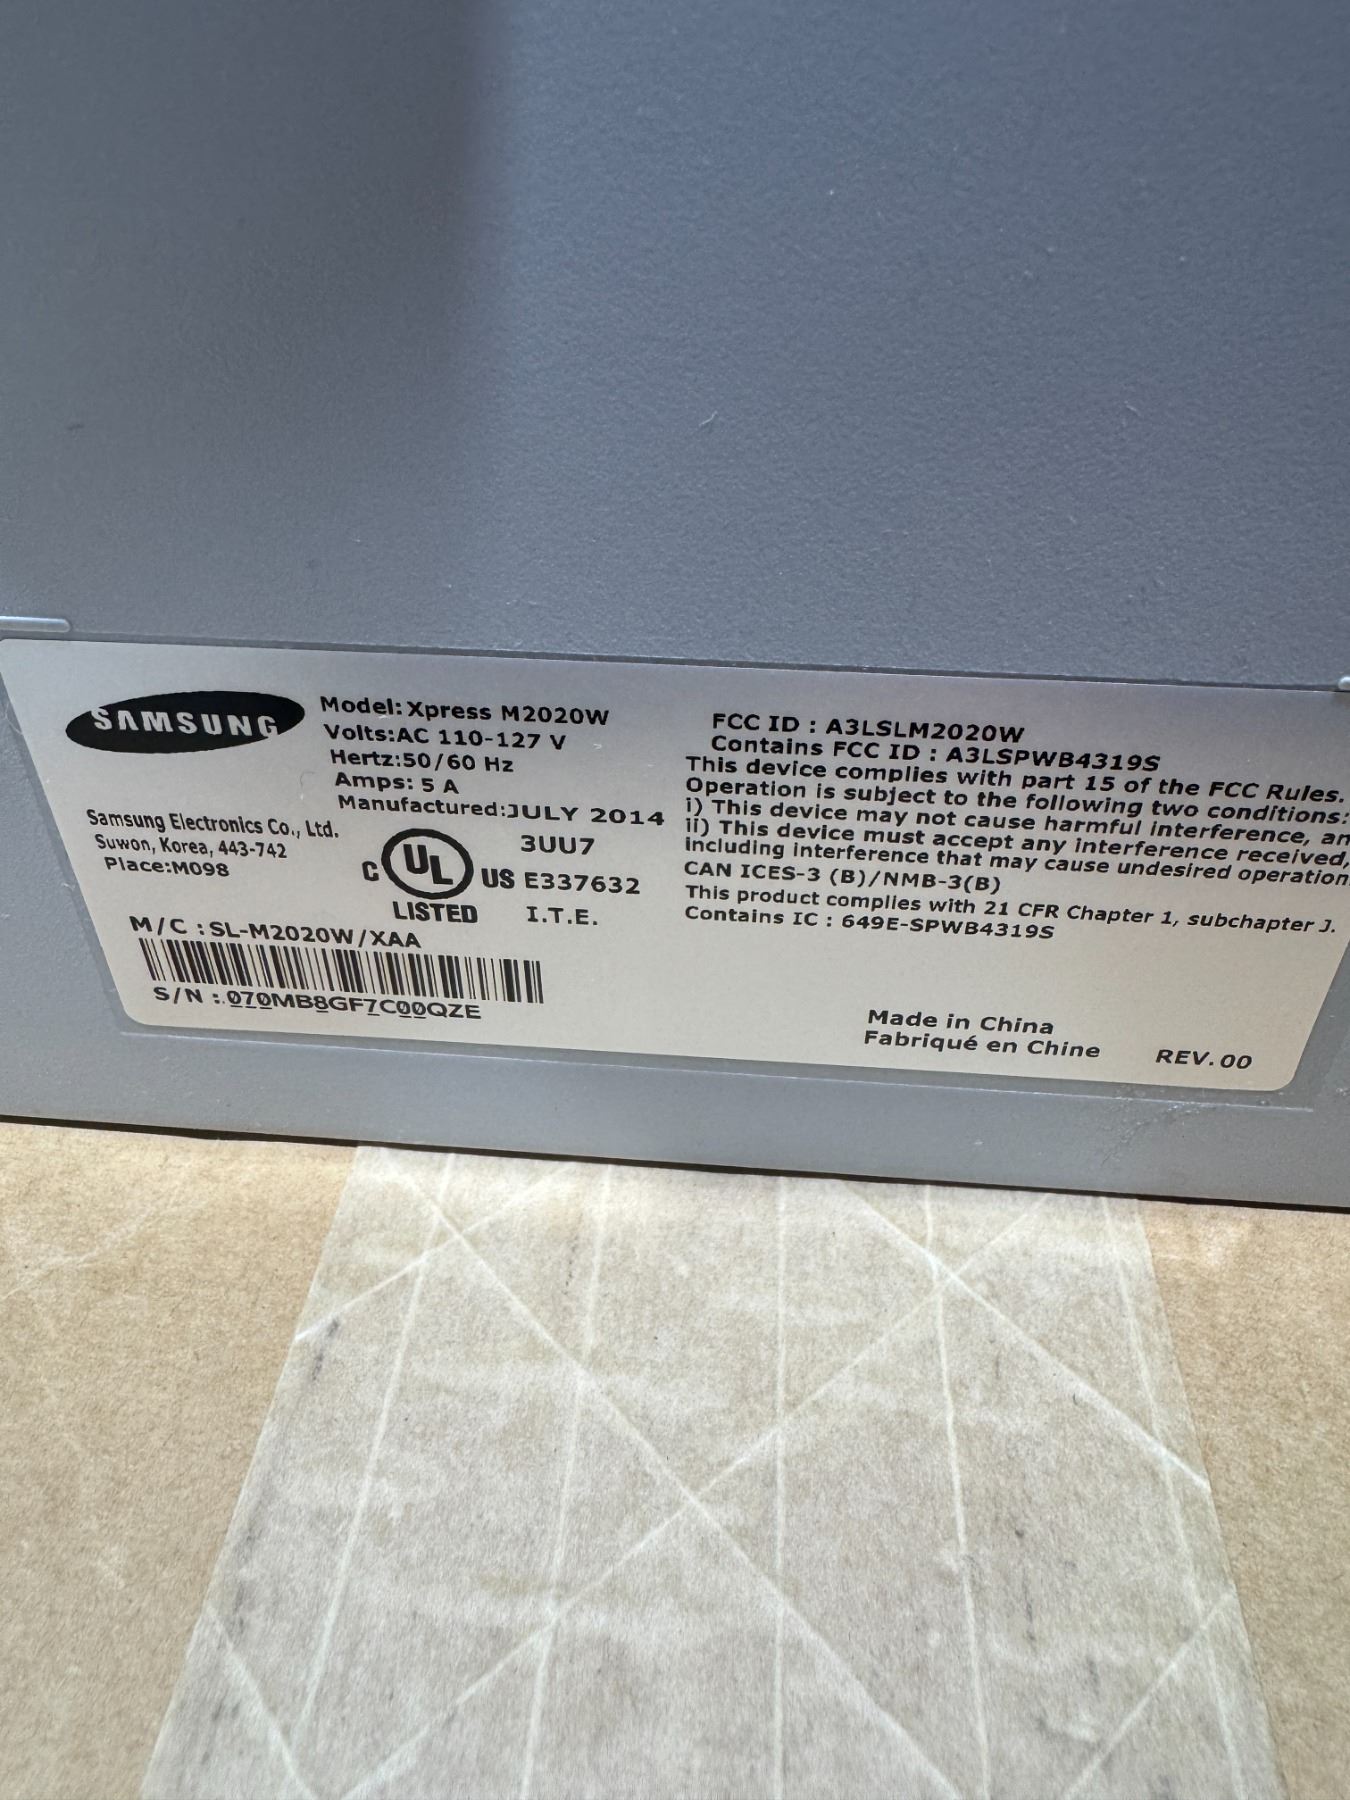 SAMSUNG
Model:Xpress M2020W
Volts:AC 110-127 V
Hertz:50/60 Hz
Amps: 5 A
Manufactured:JULY 2014
Samsung Electronics Co., Ltd.
Suwon, Korea, 443-742
Place:M098
3UU7
C UL US E337632
LISTED I.T.E.
M/C : SL-M2020W/XAA
S/N :.070MB8GF7C00QZE
FCC ID : A3LSLM2020W
Contains FCC ID : A3LSPWB4319S
This device complies with part 15 of the FCC Rules.
Operation is subject to the following two conditions:
i) This device may not cause harmful interference, an
ii) This device must accept any interference received,
including interference that may cause undesired operation
CAN ICES-3 (B)/NMB-3(B)
This product complies with 21 CFR Chapter 1, subchapter J.
Contains IC : 649E-SPWB4319S
Made in China
Fabriqué en Chine
REV.00